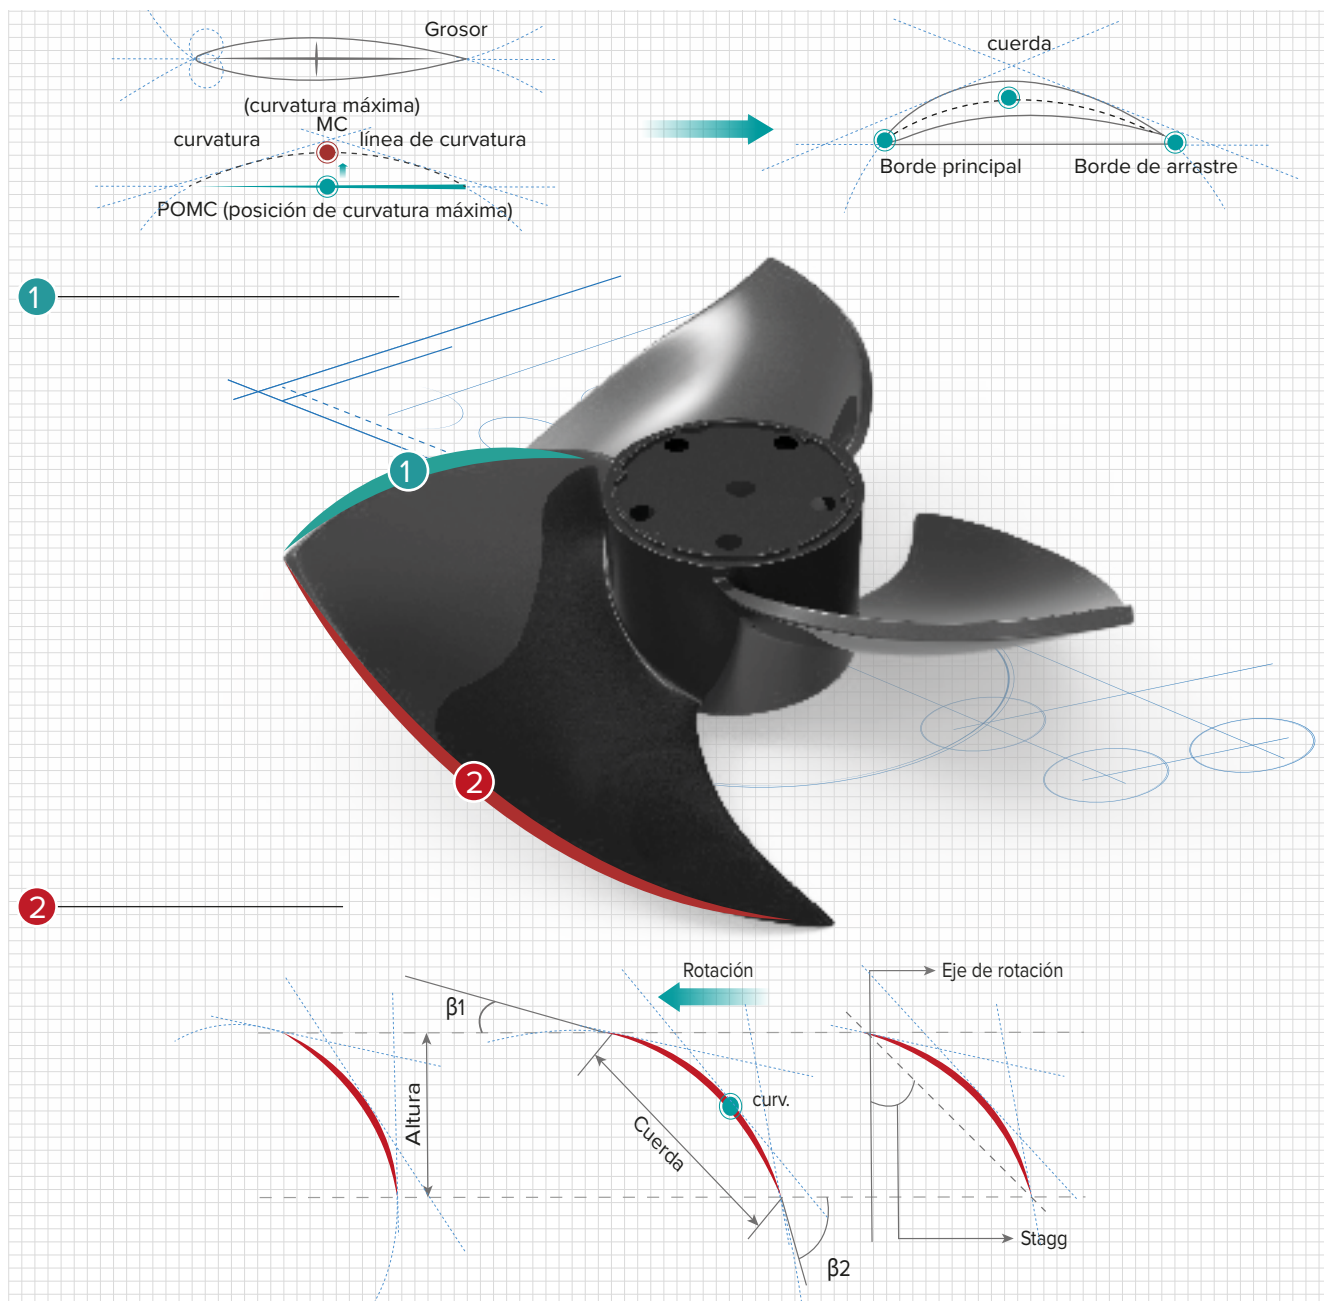 Grosor
cuerda
(curvatura máxima)
MC
curvatura
línea de curvatura
Borde principal
Borde de arrastre
POMC (posición de curvatura máxima)
1
1
2
2
Rotación
Eje de rotación
β1
Altura
curv.
Cuerda
Stagg
β2